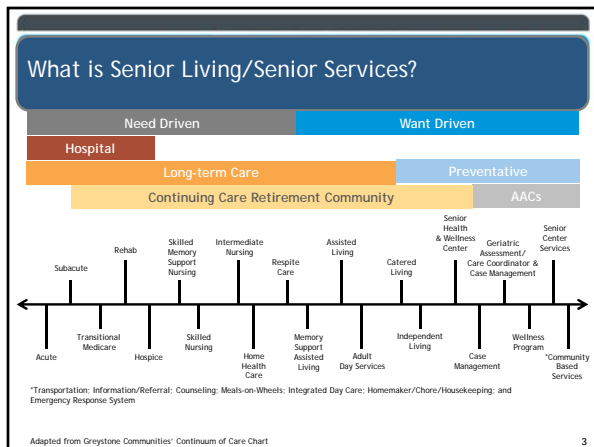 What is Senior Living/Senior Services?
Need Driven
Want Driven
Hospital
Long-term Care
Preventative
Continuing Care Retirement Community
AACs
Subacute
Rehab
Skilled
Memory
Support
Nursing
Intermediate
Nursing
Respite
Care
Assisted
Living
Catered
Living
Senior
Health
& Wellness
Center
Geriatric
Assessment/
Care Coordinator &
Case Management
Senior
Center
Services
Acute
Transitional
Medicare
Hospice
Skilled
Nursing
Home
Health
Care
Memory
Support
Assisted
Living
Adult
Day Services
Independent
Living
Case
Management
Wellness
Program
*Community
Based
Services
*Transportation; Information/Referral; Counseling; Meals-on-Wheels; Integrated Day Care; Homemaker/Chore/Housekeeping; and
Emergency Response System
Adapted from Greystone Communities' Continuum of Care Chart
3